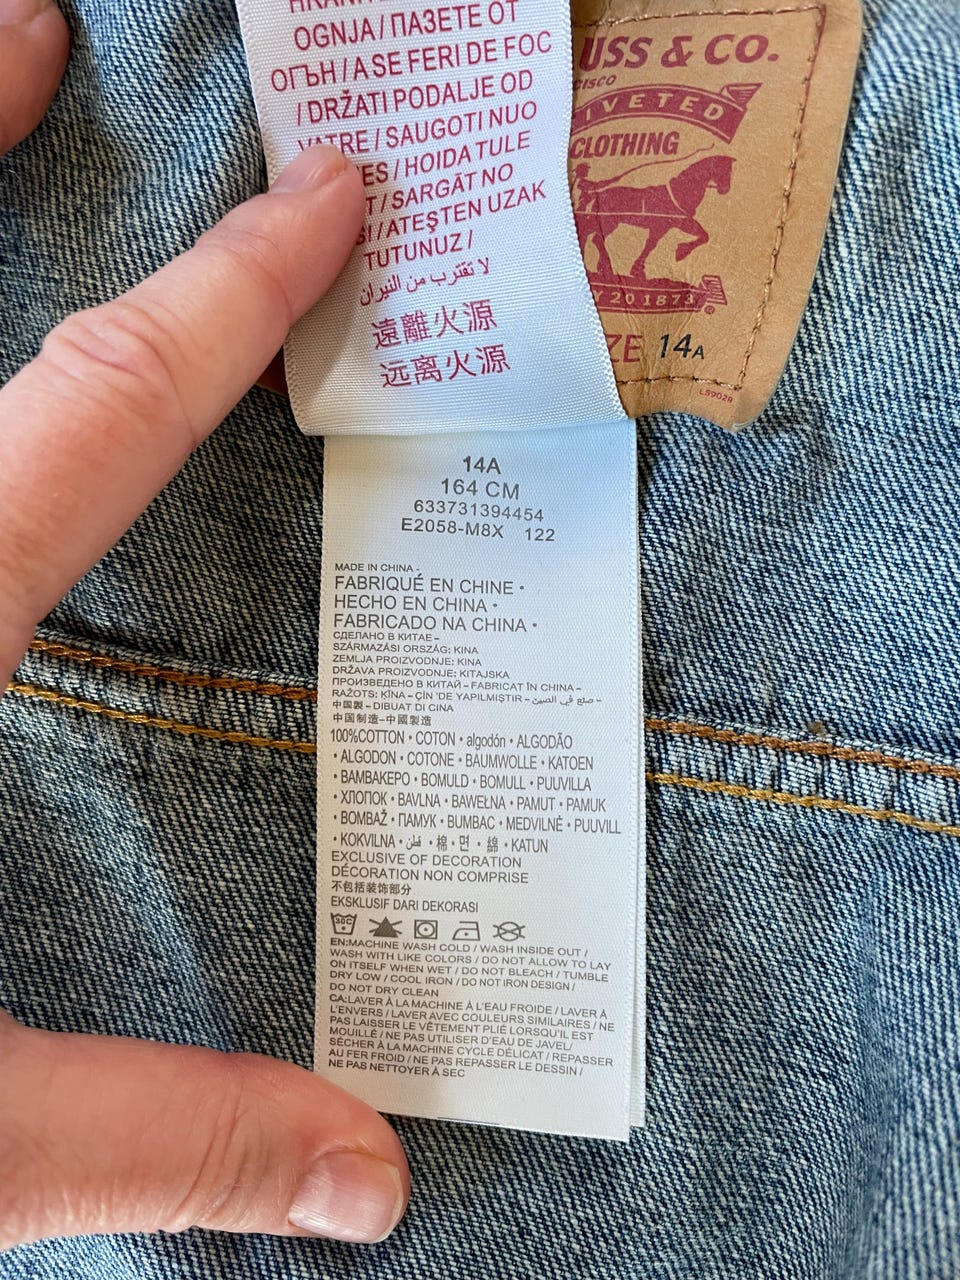 OGNJA / ПАЗЕТЕ ОТ
ОГЪН / A SE FERI DE FOC
/ DRŽATI PODALJE OD
VATRE / SAUGOTI NUO
ES / HOIDA TULE
T / SARGĀT NO
SI / ATEŞTEN UZAK
TUTUNUZ /
لا تقترب من النيران
遠離火源
远离火源
USS & CO.
CISCO
IVETED
CLOTHING
Y 20 1873
®
ZE 14A
L5902R
14A
164 CM
633731394454
E2058-M8X 122
MADE IN CHINA -
FABRIQUÉ EN CHINE •
HECHO EN CHINA •
FABRICADO NA CHINA •
СДЕЛАНО В КИТАЕ –
SZÁRMAZÁSI ORSZÁG: KINA
ZEMLJA PROIZVODNJE: KINA
DRŽAVA PROIZVODNJE: KITAJSKA
ПРОИЗВЕДЕНО В КИТАЙ – FABRICAT ÎN CHINA –
RAŽOTS: ĶĪNA – ÇİN 'DE YAPILMIŞTIR – صنع في الصين –
中国製 – DIBUAT DI CINA
中国制造 – 中國製造
100%COTTON • COTON • algodón • ALGODÃO
• ALGODON • COTONE • BAUMWOLLE • KATOEN
• BAMBAKEPO • BOMULD • BOMULL • PUUVILLA
• ХЛОПОК • BAVLNA • BAWEŁNA • PAMUT • PAMUK
• BOMBAŽ • ПАМУК • BUMBAC • MEDVILNĖ • PUUVILL
• KOKVILNA • قطن • 棉 • 면 • 綿 • KATUN
EXCLUSIVE OF DECORATION
DÉCORATION NON COMPRISE
不包括装饰部分
EKSKLUSIF DARI DEKORASI
30C
EN:MACHINE WASH COLD / WASH INSIDE OUT /
WASH WITH LIKE COLORS / DO NOT ALLOW TO LAY
ON ITSELF WHEN WET / DO NOT BLEACH / TUMBLE
DRY LOW / COOL IRON / DO NOT IRON DESIGN /
DO NOT DRY CLEAN
CA:LAVER À LA MACHINE À L'EAU FROIDE / LAVER À
L'ENVERS / LAVER AVEC COULEURS SIMILAIRES / NE
PAS LAISSER LE VÊTEMENT PLIÉ LORSQU'IL EST
MOUILLÉ / NE PAS UTILISER D'EAU DE JAVEL/
SÉCHER À LA MACHINE CYCLE DÉLICAT / REPASSER
AU FER FROID / NE PAS REPASSER LE DESSIN /
NE PAS NETTOYER À SEC